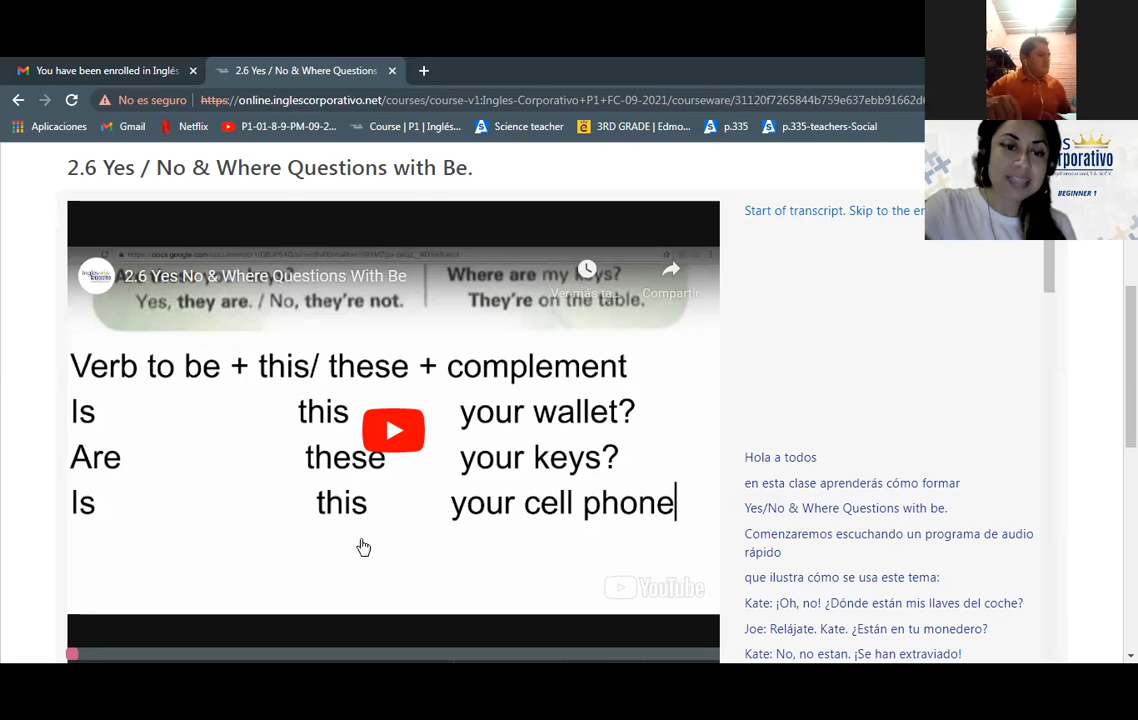 You have been enrolled in Inglés
2.6 Yes / No & Where Questions
No es seguro
https://online.inglescorporativo.net/courses/course-v1:Ingles-Corporativo+P1+FC-09-2021/courseware/31120f7265844b759e637ebb91662d
Aplicaciones
Gmail
Netflix
P1-01-8-9-PM-09-2...
Course | P1 | Inglés...
Science teacher
3RD GRADE | Edmo...
p.335
p.335-teachers-Social
BEGINNER 1
2.6 Yes / No & Where Questions with Be.
Start of transcript. Skip to the en
2.6 Yes No & Where Questions With Be
Where are my keys?
Ver más ta...
Compartir
Yes, they are. / No, they're not.
They're on the table.
Verb to be + this/ these + complement
Is this your wallet?
Are these your keys?
Is this your cell phone
YouTube
Hola a todos
en esta clase aprenderás cómo formar
Yes/No & Where Questions with be.
Comenzaremos escuchando un programa de audio
rápido
que ilustra cómo se usa este tema:
Kate: ¡Oh, no! ¿Dónde están mis llaves del coche?
Joe: Relájate. Kate. ¿Están en tu monedero?
Kate: No, no estan. ¡Se han extraviado!